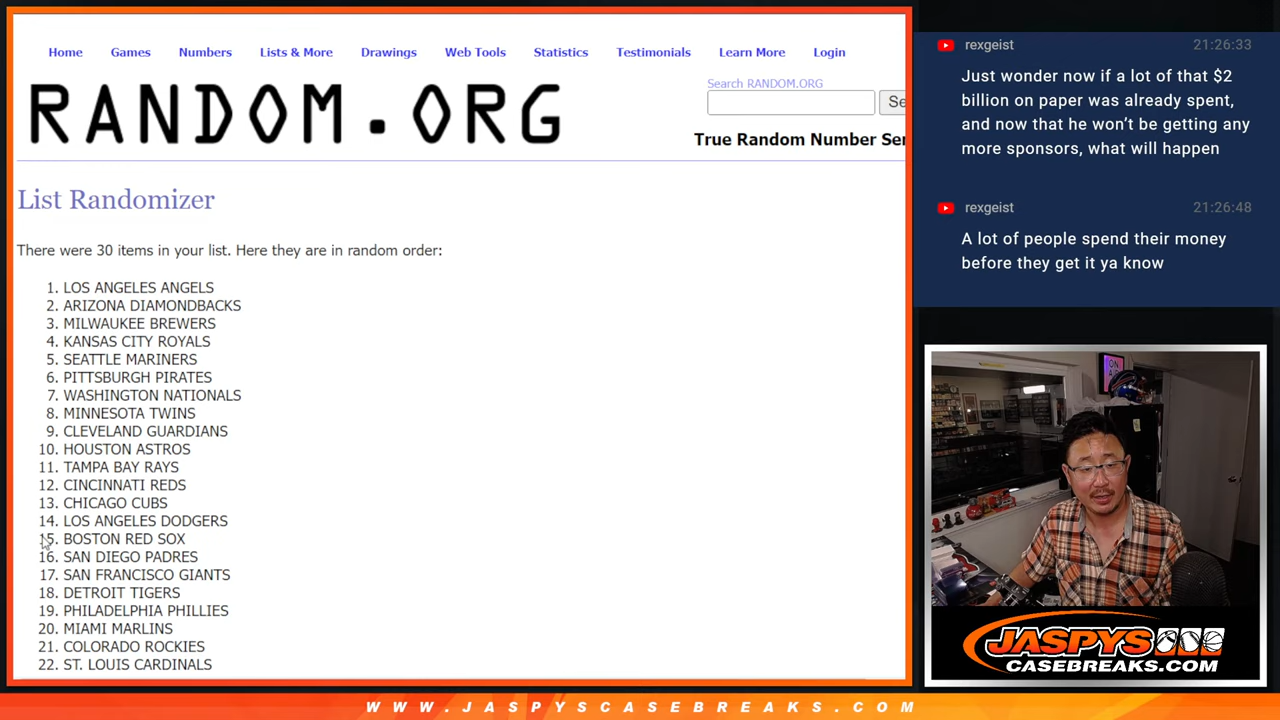 Home Games Numbers Lists & More Drawings Web Tools Statistics Testimonials Learn More Login
RANDOM.ORG
Search RANDOM.ORG
Se
True Random Number Ser
List Randomizer
There were 30 items in your list. Here they are in random order:
1. LOS ANGELES ANGELS
2. ARIZONA DIAMONDBACKS
3. MILWAUKEE BREWERS
4. KANSAS CITY ROYALS
5. SEATTLE MARINERS
6. PITTSBURGH PIRATES
7. WASHINGTON NATIONALS
8. MINNESOTA TWINS
9. CLEVELAND GUARDIANS
10. HOUSTON ASTROS
11. TAMPA BAY RAYS
12. CINCINNATI REDS
13. CHICAGO CUBS
14. LOS ANGELES DODGERS
15. BOSTON RED SOX
16. SAN DIEGO PADRES
17. SAN FRANCISCO GIANTS
18. DETROIT TIGERS
19. PHILADELPHIA PHILLIES
20. MIAMI MARLINS
21. COLORADO ROCKIES
22. ST. LOUIS CARDINALS
rexgeist 21:26:33
Just wonder now if a lot of that $2
billion on paper was already spent,
and now that he won't be getting any
more sponsors, what will happen
rexgeist 21:26:48
A lot of people spend their money
before they get it ya know
ON
AIR
JASPYS
CASEBREAKS.COM
WWW.JASPYSCASEBREAKS.COM